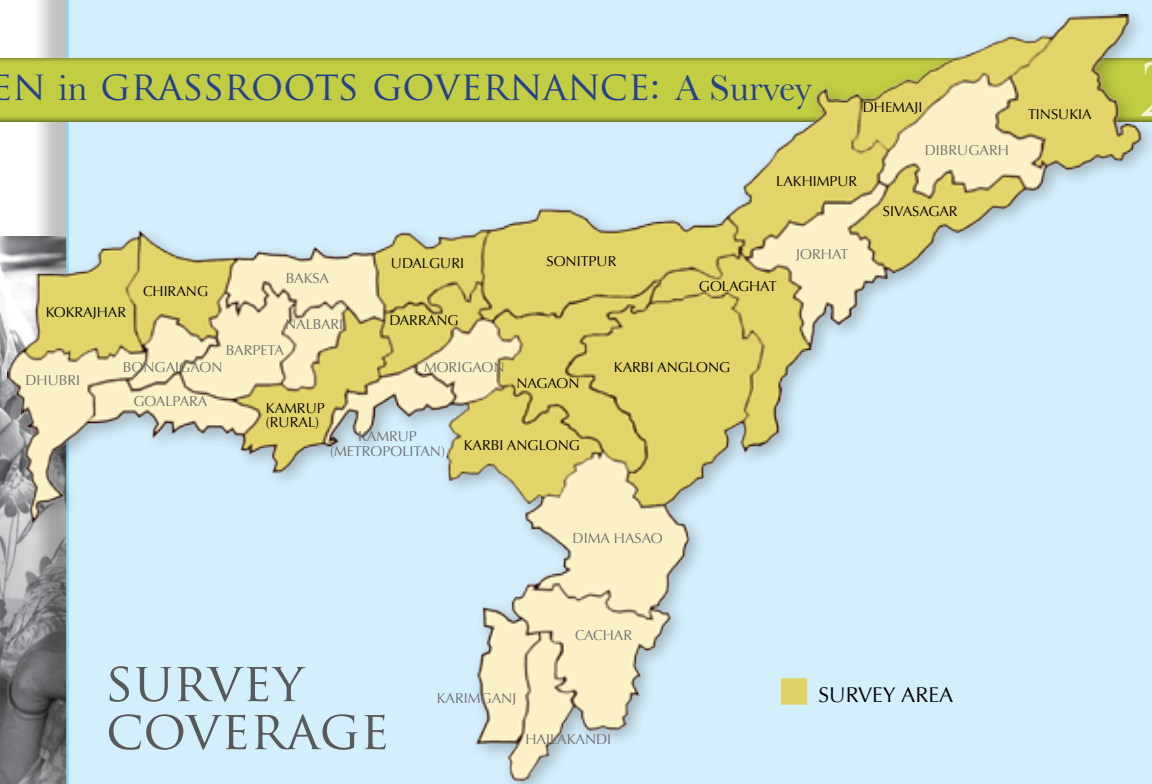 EN in GRASSROOTS GOVERNANCE: A Survey
DHEMAJI
TINSUKIA
DIBRUGARH
LAKHIMPUR
SIVASAGAR
JORHAT
UDALGURI
SONITPUR
BAKSA
GOLAGHAT
CHIRANG
KOKRAJHAR
NALBARI
DARRANG
BARPETA
MORIGAON
BONGAIGAON
KARBI ANGLONG
DHUBRI
NAGAON
GOALPARA
KAMRUP
(RURAL)
KAMRUP
(METROPOLITAN)
KARBI ANGLONG
DIMA HASAO
CACHAR
KARIMGANJ
HAILAKANDI
SURVEY
COVERAGE
SURVEY AREA